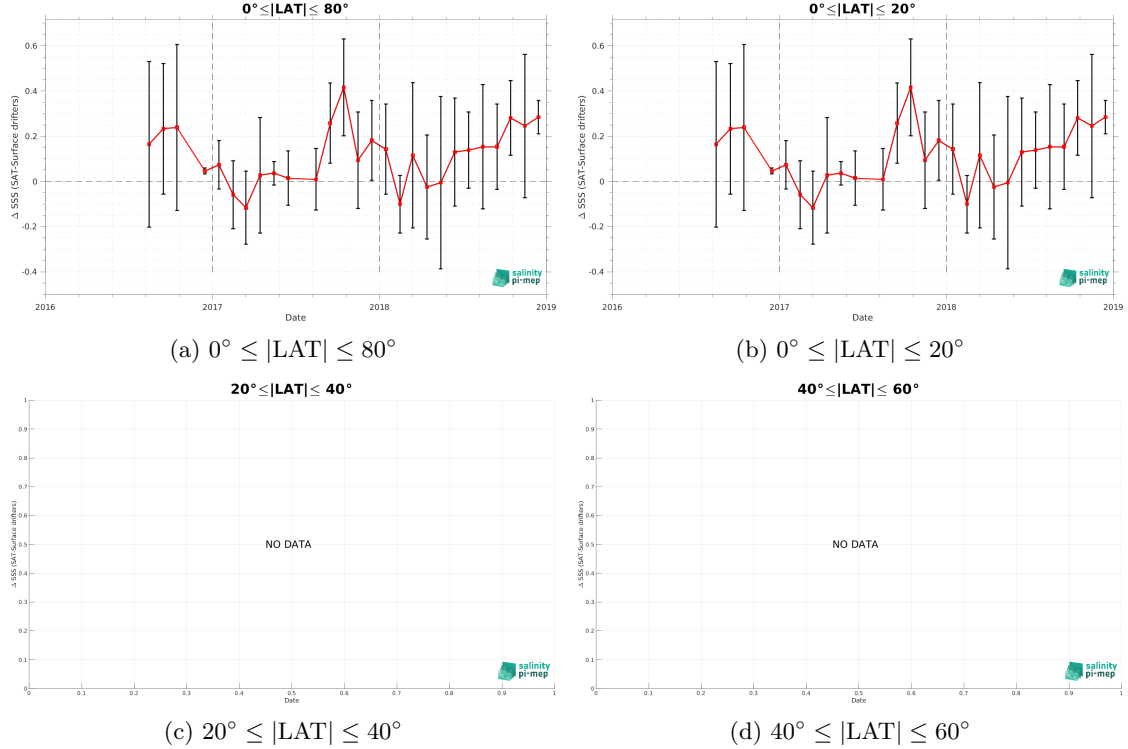 0°≤|LAT|≤ 80°
0.6
0.4
0.2
0
-0.2
-0.4
Δ SSS (SAT-Surface drifters)
2016
2017
2018
2019
Date
salinity
pi-mep
(a) 0° ≤ |LAT| ≤ 80°
0°≤|LAT|≤ 20°
0.6
0.4
0.2
0
-0.2
-0.4
Δ SSS (SAT-Surface drifters)
2016
2017
2018
2019
Date
salinity
pi-mep
(b) 0° ≤ |LAT| ≤ 20°
20°≤|LAT|≤ 40°
1
0.9
0.8
0.7
0.6
0.5
0.4
0.3
0.2
0.1
0
Δ SSS (SAT-Surface drifters)
NO DATA
0
0.1
0.2
0.3
0.4
0.5
0.6
0.7
0.8
0.9
1
Date
salinity
pi-mep
(c) 20° ≤ |LAT| ≤ 40°
40°≤|LAT|≤ 60°
1
0.9
0.8
0.7
0.6
0.5
0.4
0.3
0.2
0.1
0
Δ SSS (SAT-Surface drifters)
NO DATA
0
0.1
0.2
0.3
0.4
0.5
0.6
0.7
0.8
0.9
1
Date
salinity
pi-mep
(d) 40° ≤ |LAT| ≤ 60°